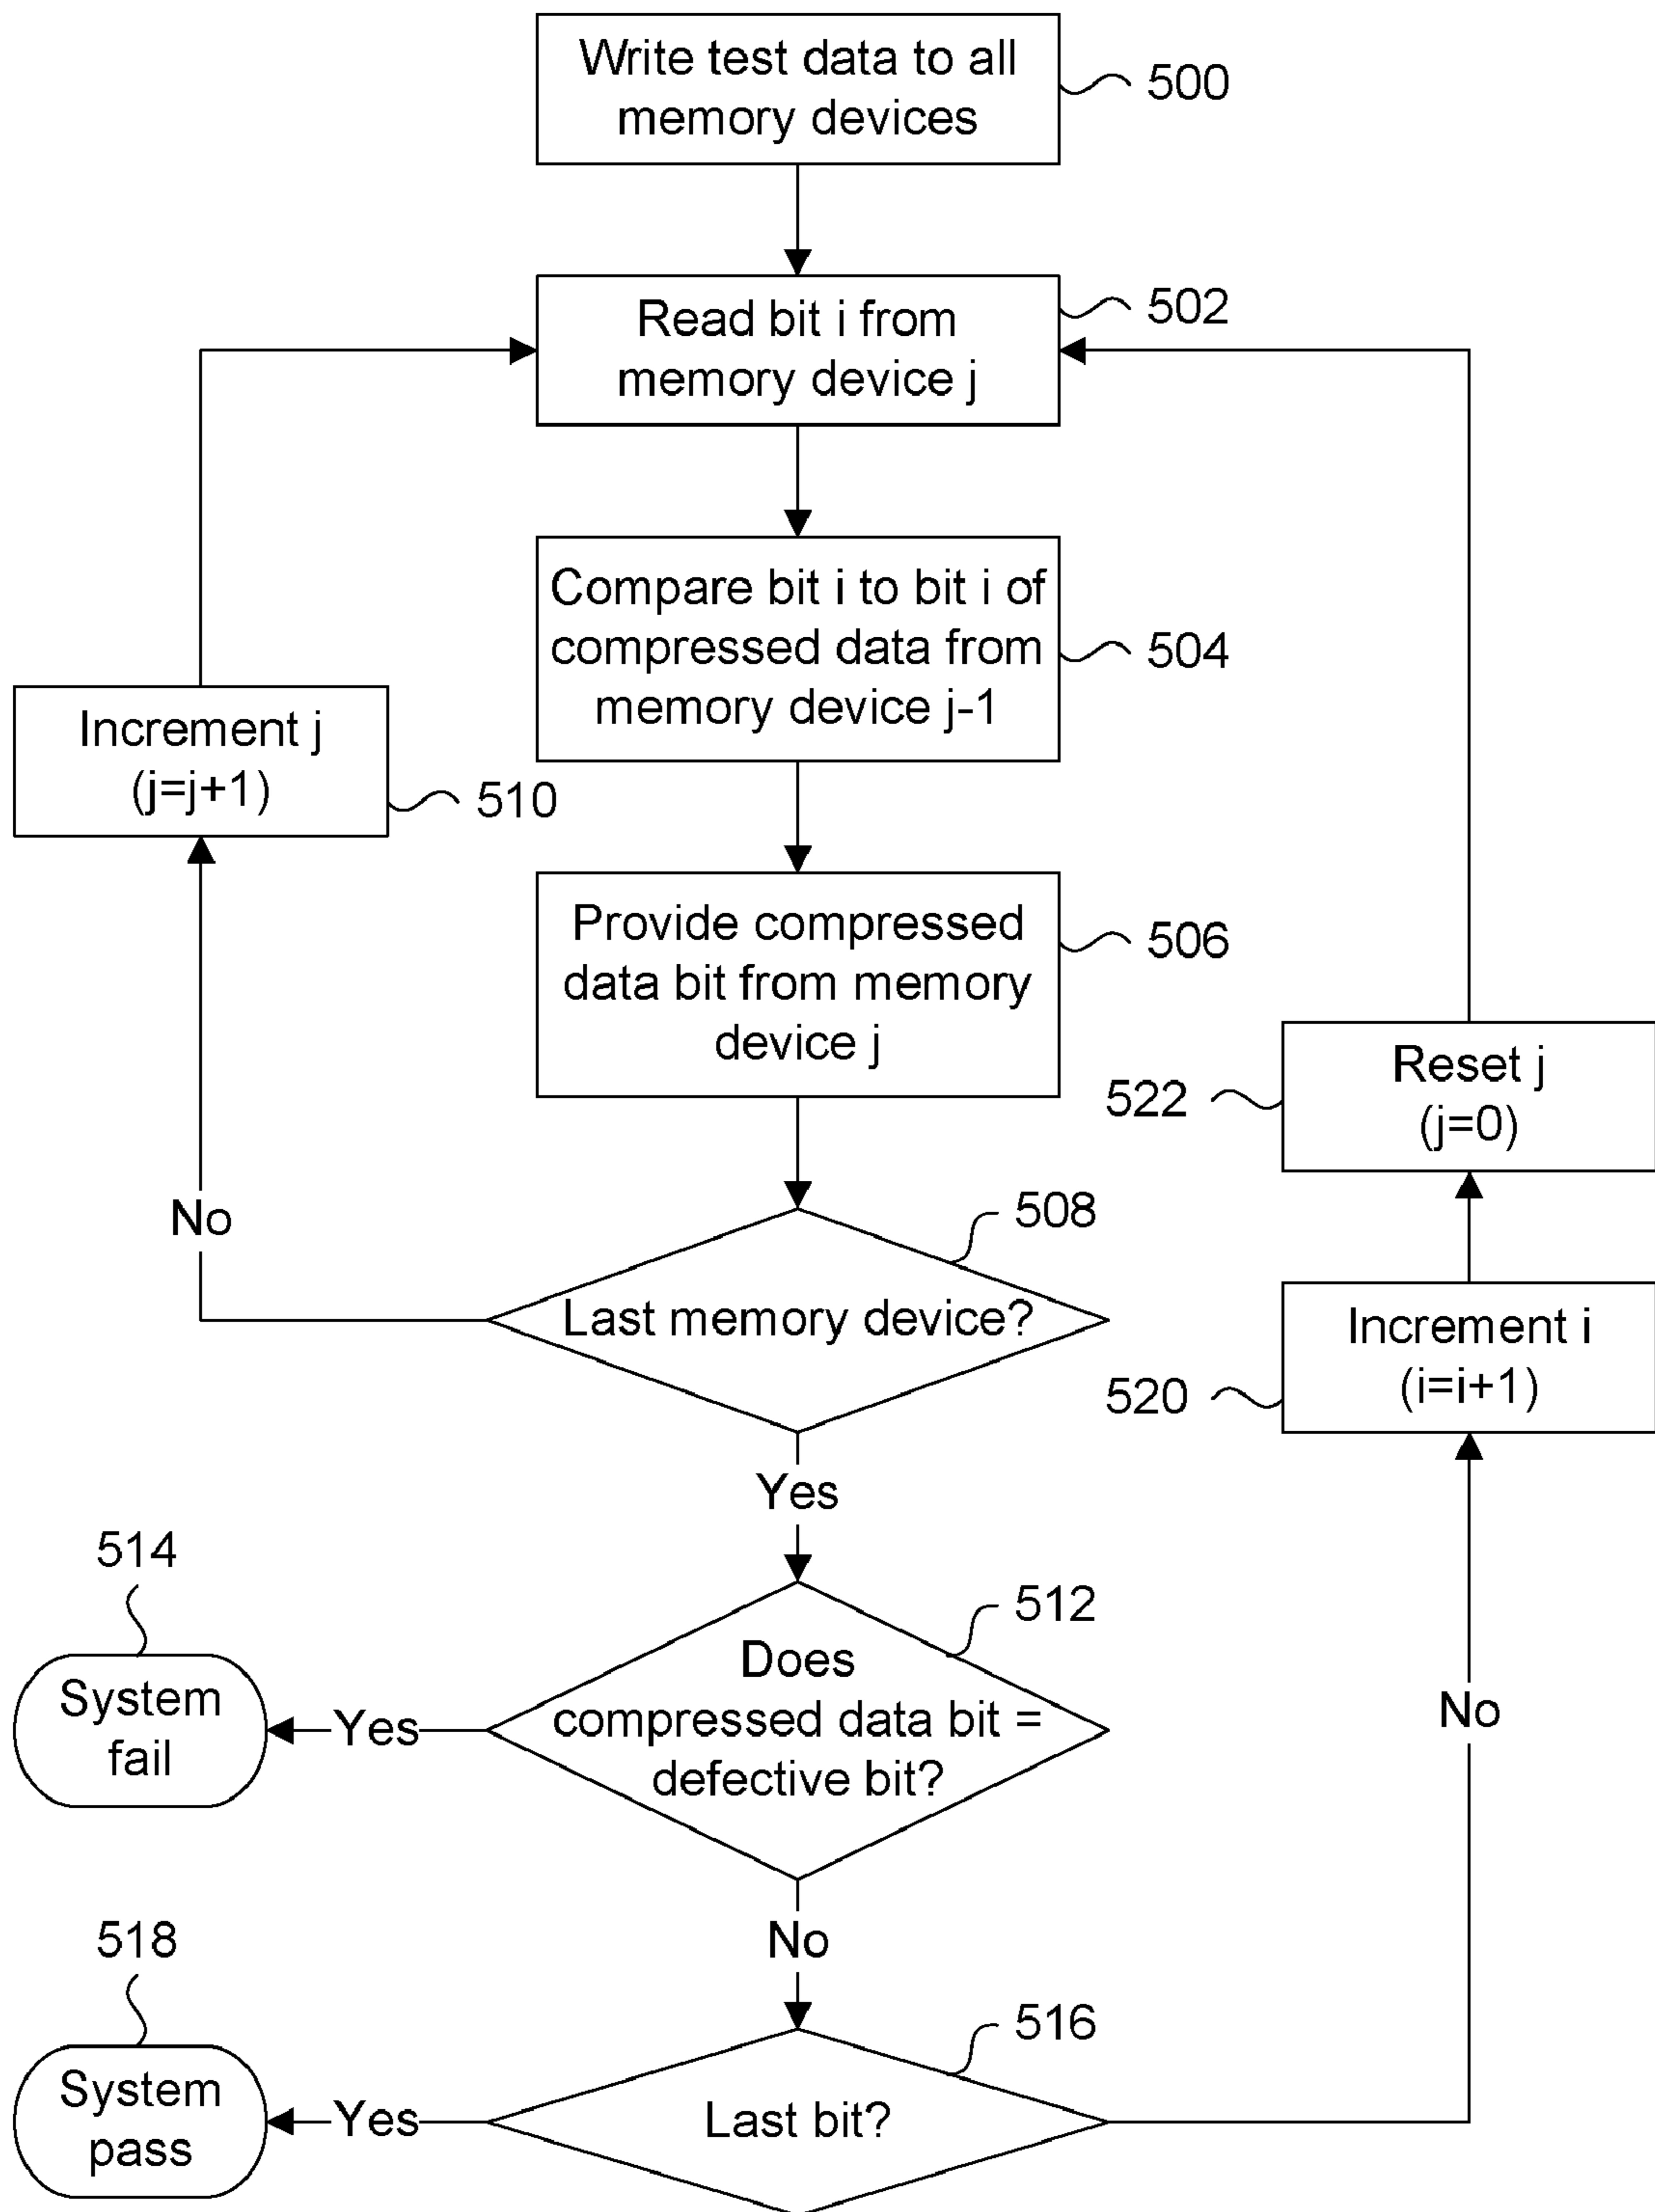 Write test data to all
memory devices
500
Read bit i from
memory device j
502
Compare bit i to bit i of
compressed data from
memory device j-1
504
Increment j
(j=j+1)
510
Provide compressed
data bit from memory
device j
506
Reset j
(j=0)
522
No
508
Last memory device?
Increment i
(i=i+1)
520
Yes
514
512
System
fail
Yes
Does
compressed data bit =
defective bit?
No
No
518
516
System
pass
Yes
Last bit?